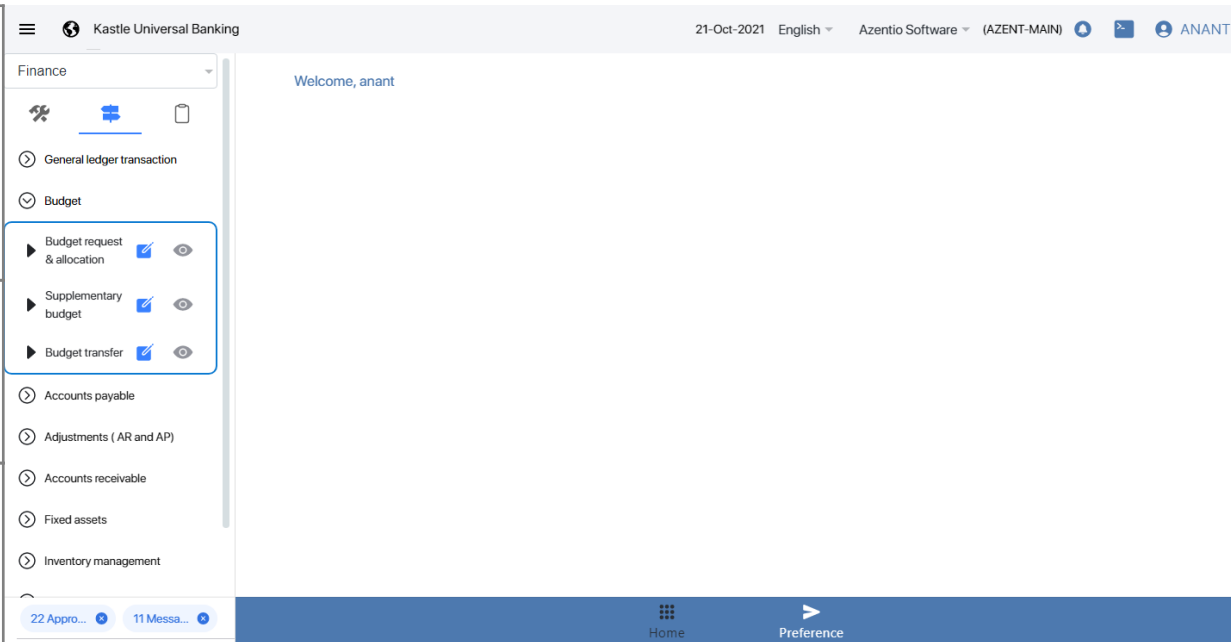 Kastle Universal Banking
21-Oct-2021 English Azentio Software (AZENT-MAIN) ANANT
Finance
Welcome, anant
General ledger transaction
Budget
Budget request
& allocation
Supplementary
budget
Budget transfer
Accounts payable
Adjustments ( AR and AP)
Accounts receivable
Fixed assets
Inventory management
22 Appro... 11 Messa...
Home
Preference